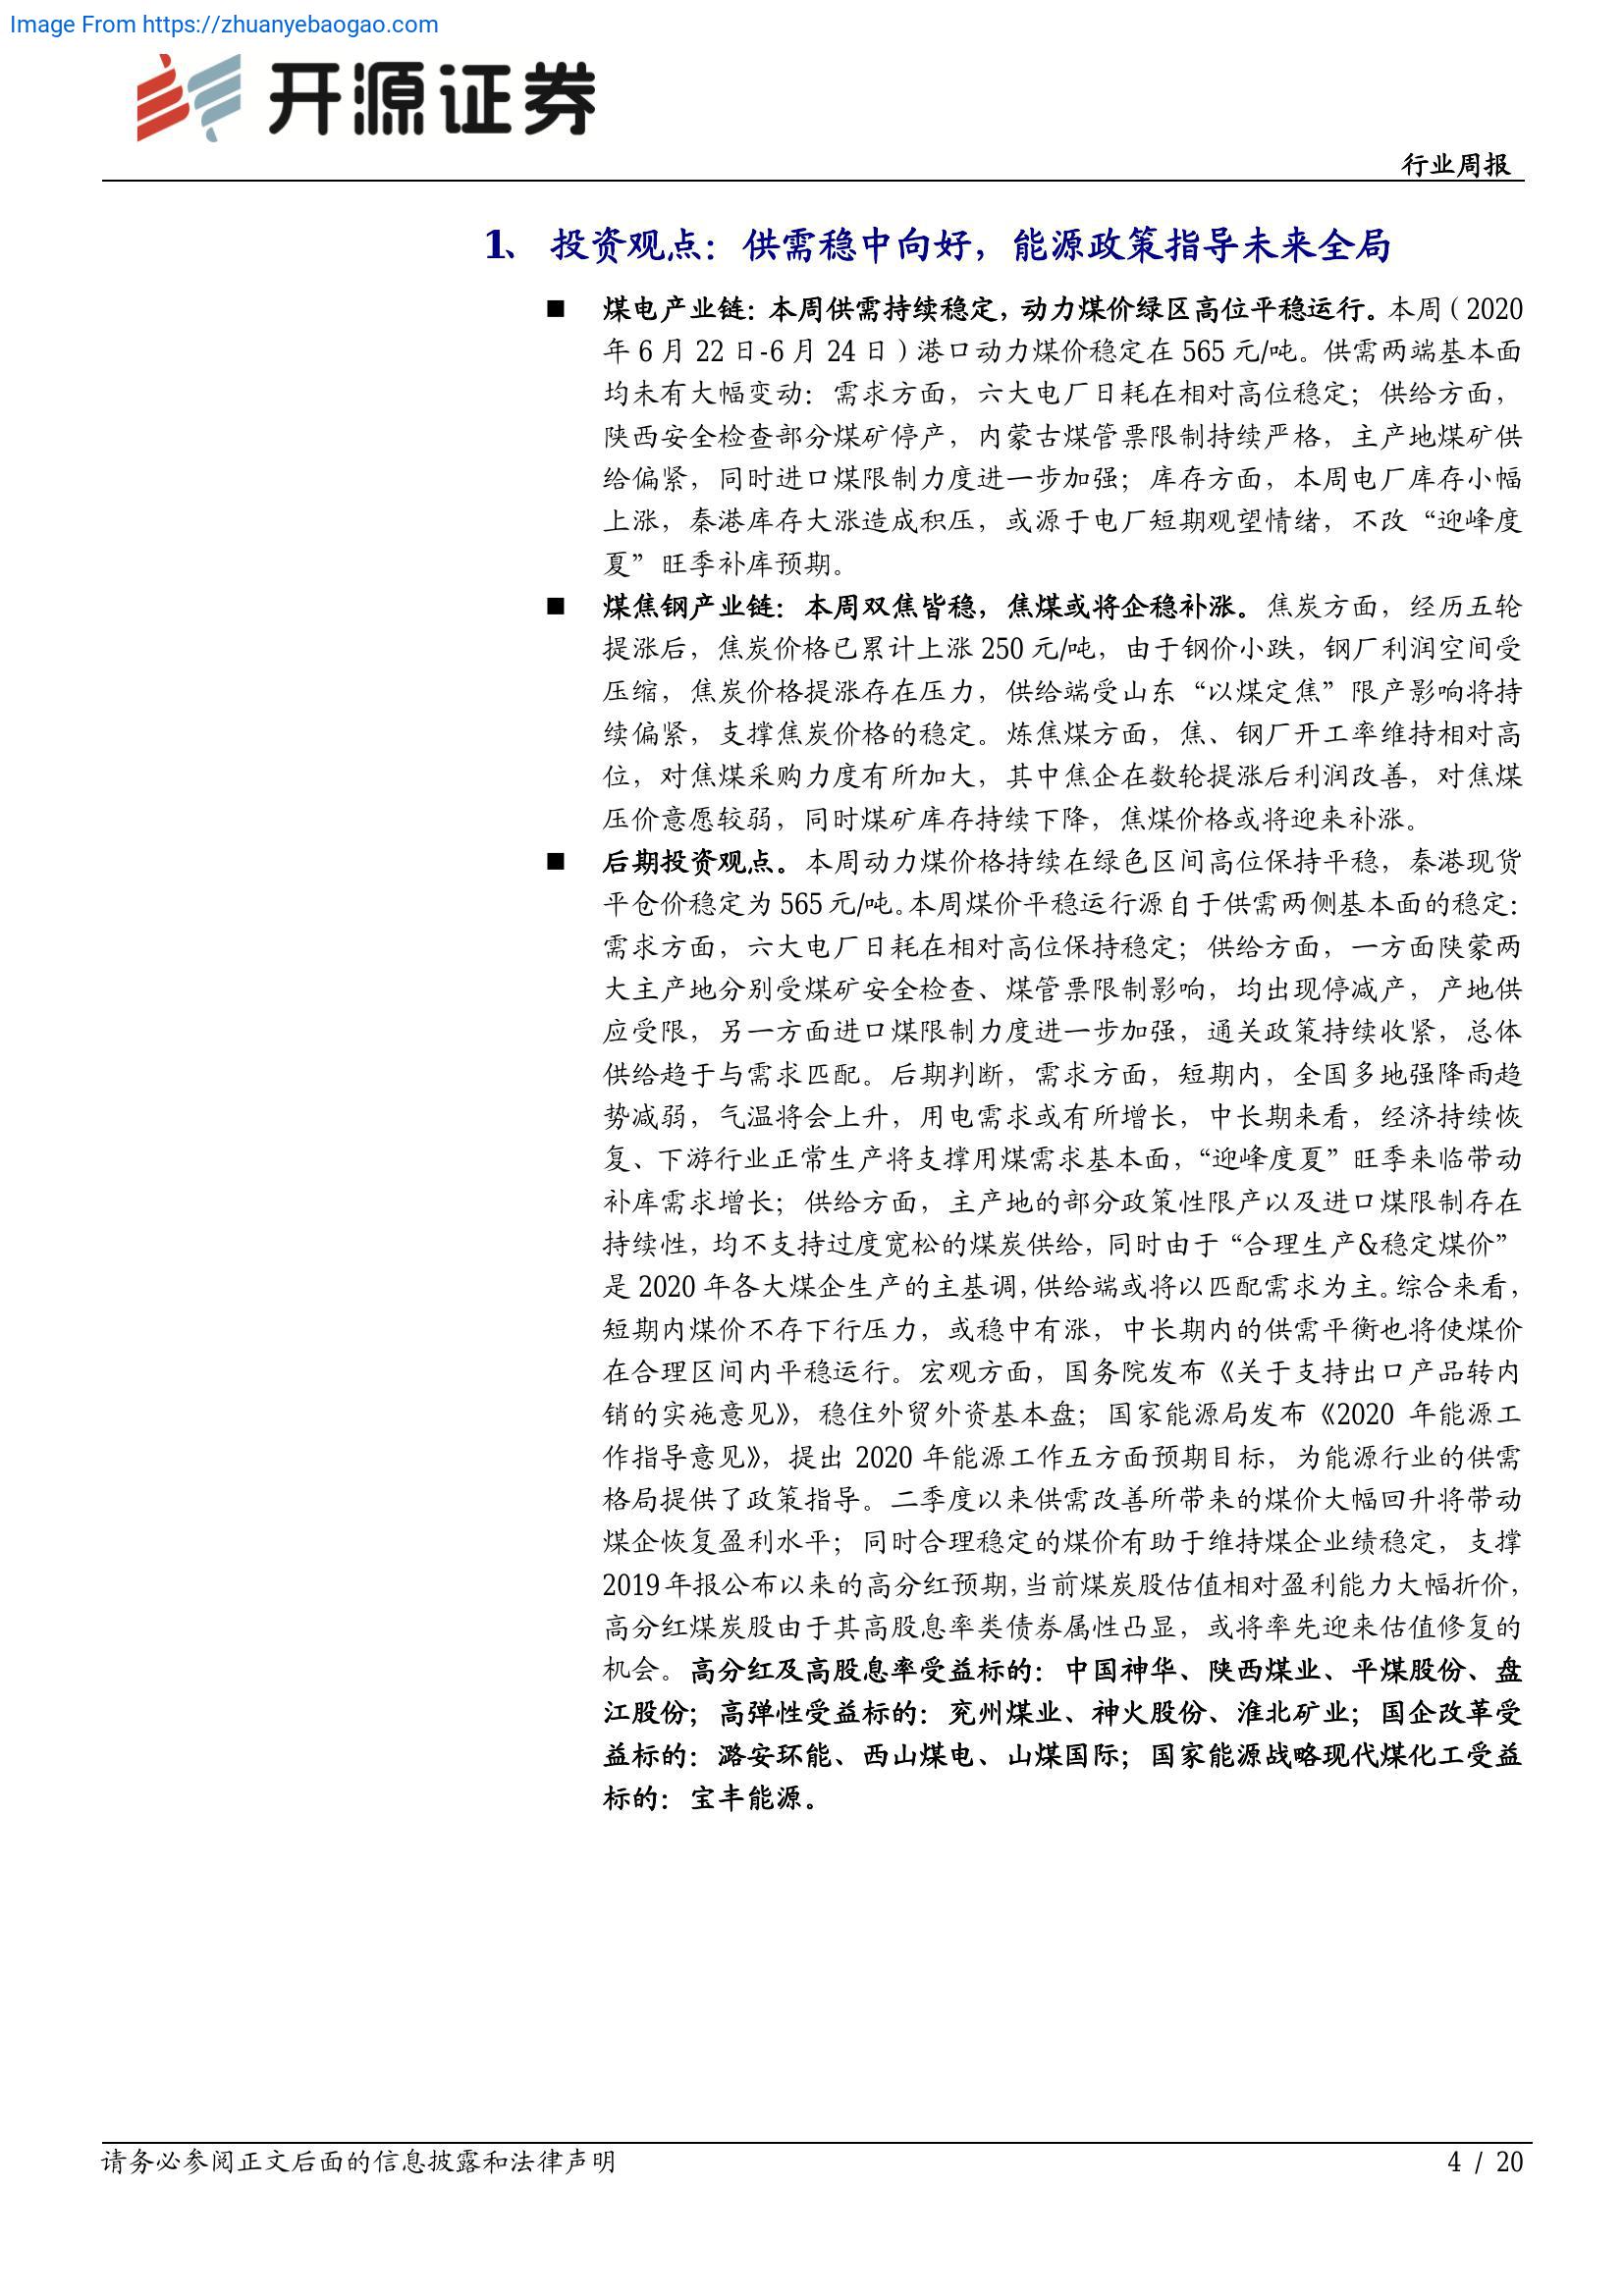 Image From https://zhuanyebaogao.com
开源证券
行业周报
1、 投资观点：供需稳中向好，能源政策指导未来全局
■ 煤电产业链：本周供需持续稳定，动力煤价绿区高位平稳运行。本周（2020
年 6 月 22 日-6 月 24 日）港口动力煤价稳定在 565 元/吨。供需两端基本面
均未有大幅变动：需求方面，六大电厂日耗在相对高位稳定；供给方面，
陕西安全检查部分煤矿停产，内蒙古煤管票限制持续严格，主产地煤矿供
给偏紧，同时进口煤限制力度进一步加强；库存方面，本周电厂库存小幅
上涨，秦港库存大涨造成积压，或源于电厂短期观望情绪，不改“迎峰度
夏”旺季补库预期。
■ 煤焦钢产业链：本周双焦皆稳，焦煤或将企稳补涨。焦炭方面，经历五轮
提涨后，焦炭价格已累计上涨 250 元/吨，由于钢价小跌，钢厂利润空间受
压缩，焦炭价格提涨存在压力，供给端受山东“以煤定焦”限产影响将持
续偏紧，支撑焦炭价格的稳定。炼焦煤方面，焦、钢厂开工率维持相对高
位，对焦煤采购力度有所加大，其中焦企在数轮提涨后利润改善，对焦煤
压价意愿较弱，同时煤矿库存持续下降，焦煤价格或将迎来补涨。
■ 后期投资观点。本周动力煤价格持续在绿色区间高位保持平稳，秦港现货
平仓价稳定为 565 元/吨。本周煤价平稳运行源自于供需两侧基本面的稳定：
需求方面，六大电厂日耗在相对高位保持稳定；供给方面，一方面陕蒙两
大主产地分别受煤矿安全检查、煤管票限制影响，均出现停减产，产地供
应受限，另一方面进口煤限制力度进一步加强，通关政策持续收紧，总体
供给趋于与需求匹配。后期判断，需求方面，短期内，全国多地强降雨趋
势减弱，气温将会上升，用电需求或有所增长，中长期来看，经济持续恢
复、下游行业正常生产将支撑用煤需求基本面，“迎峰度夏”旺季来临带动
补库需求增长；供给方面，主产地的部分政策性限产以及进口煤限制存在
持续性，均不支持过度宽松的煤炭供给，同时由于“合理生产&稳定煤价”
是 2020 年各大煤企生产的主基调，供给端或将以匹配需求为主。综合来看，
短期内煤价不存下行压力，或稳中有涨，中长期内的供需平衡也将使煤价
在合理区间内平稳运行。宏观方面，国务院发布《关于支持出口产品转内
销的实施意见》，稳住外贸外资基本盘；国家能源局发布《2020 年能源工
作指导意见》，提出 2020 年能源工作五方面预期目标，为能源行业的供需
格局提供了政策指导。二季度以来供需改善所带来的煤价大幅回升将带动
煤企恢复盈利水平；同时合理稳定的煤价有助于维持煤企业绩稳定，支撑
2019 年报公布以来的高分红预期，当前煤炭股估值相对盈利能力大幅折价，
高分红煤炭股由于其高股息率类债券属性凸显，或将率先迎来估值修复的
机会。高分红及高股息率受益标的：中国神华、陕西煤业、平煤股份、盘
江股份；高弹性受益标的：兖州煤业、神火股份、淮北矿业；国企改革受
益标的：潞安环能、西山煤电、山煤国际；国家能源战略现代煤化工受益
标的：宝丰能源。
请务必参阅正文后面的信息披露和法律声明
4 / 20